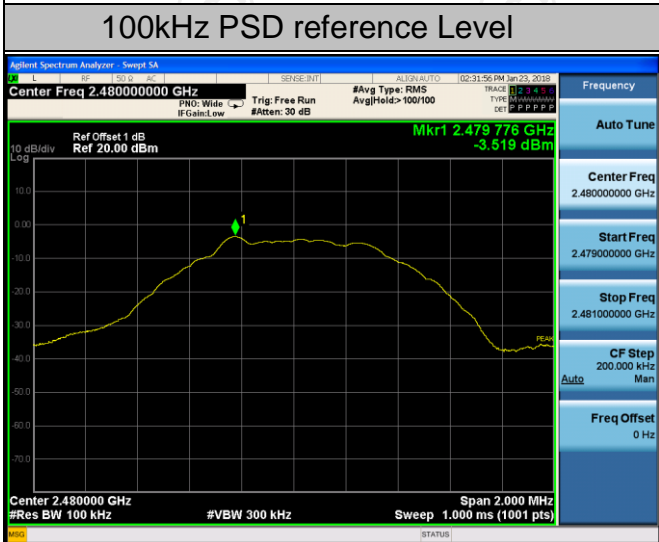 100kHz PSD reference Level
Agilent Spectrum Analyzer - Swept SA
L RF 50 Ω AC SENSE:INT ALIGNAUTO 02:31:56 PM Jan 23, 2018
Center Freq 2.480000000 GHz
PNO: Wide
IFGain:Low
Trig: Free Run
#Atten: 30 dB
#Avg Type: RMS
Avg|Hold:> 100/100
TRACE 1 2 3 4 5 6
TYPE M
DET P P P P P P
Ref Offset 1 dB
Ref 20.00 dBm
10 dB/div
Log
Mkr1 2.479 776 GHz
-3.519 dBm
10.0
0.00
-10.0
-20.0
-30.0
-40.0
-50.0
-60.0
-70.0
1
PEAK
Center 2.480000 GHz Span 2.000 MHz
#Res BW 100 kHz #VBW 300 kHz Sweep 1.000 ms (1001 pts)
MSG STATUS
Frequency
Auto Tune
Center Freq
2.480000000 GHz
Start Freq
2.479000000 GHz
Stop Freq
2.481000000 GHz
CF Step
200.000 kHz
Auto Man
Freq Offset
0 Hz